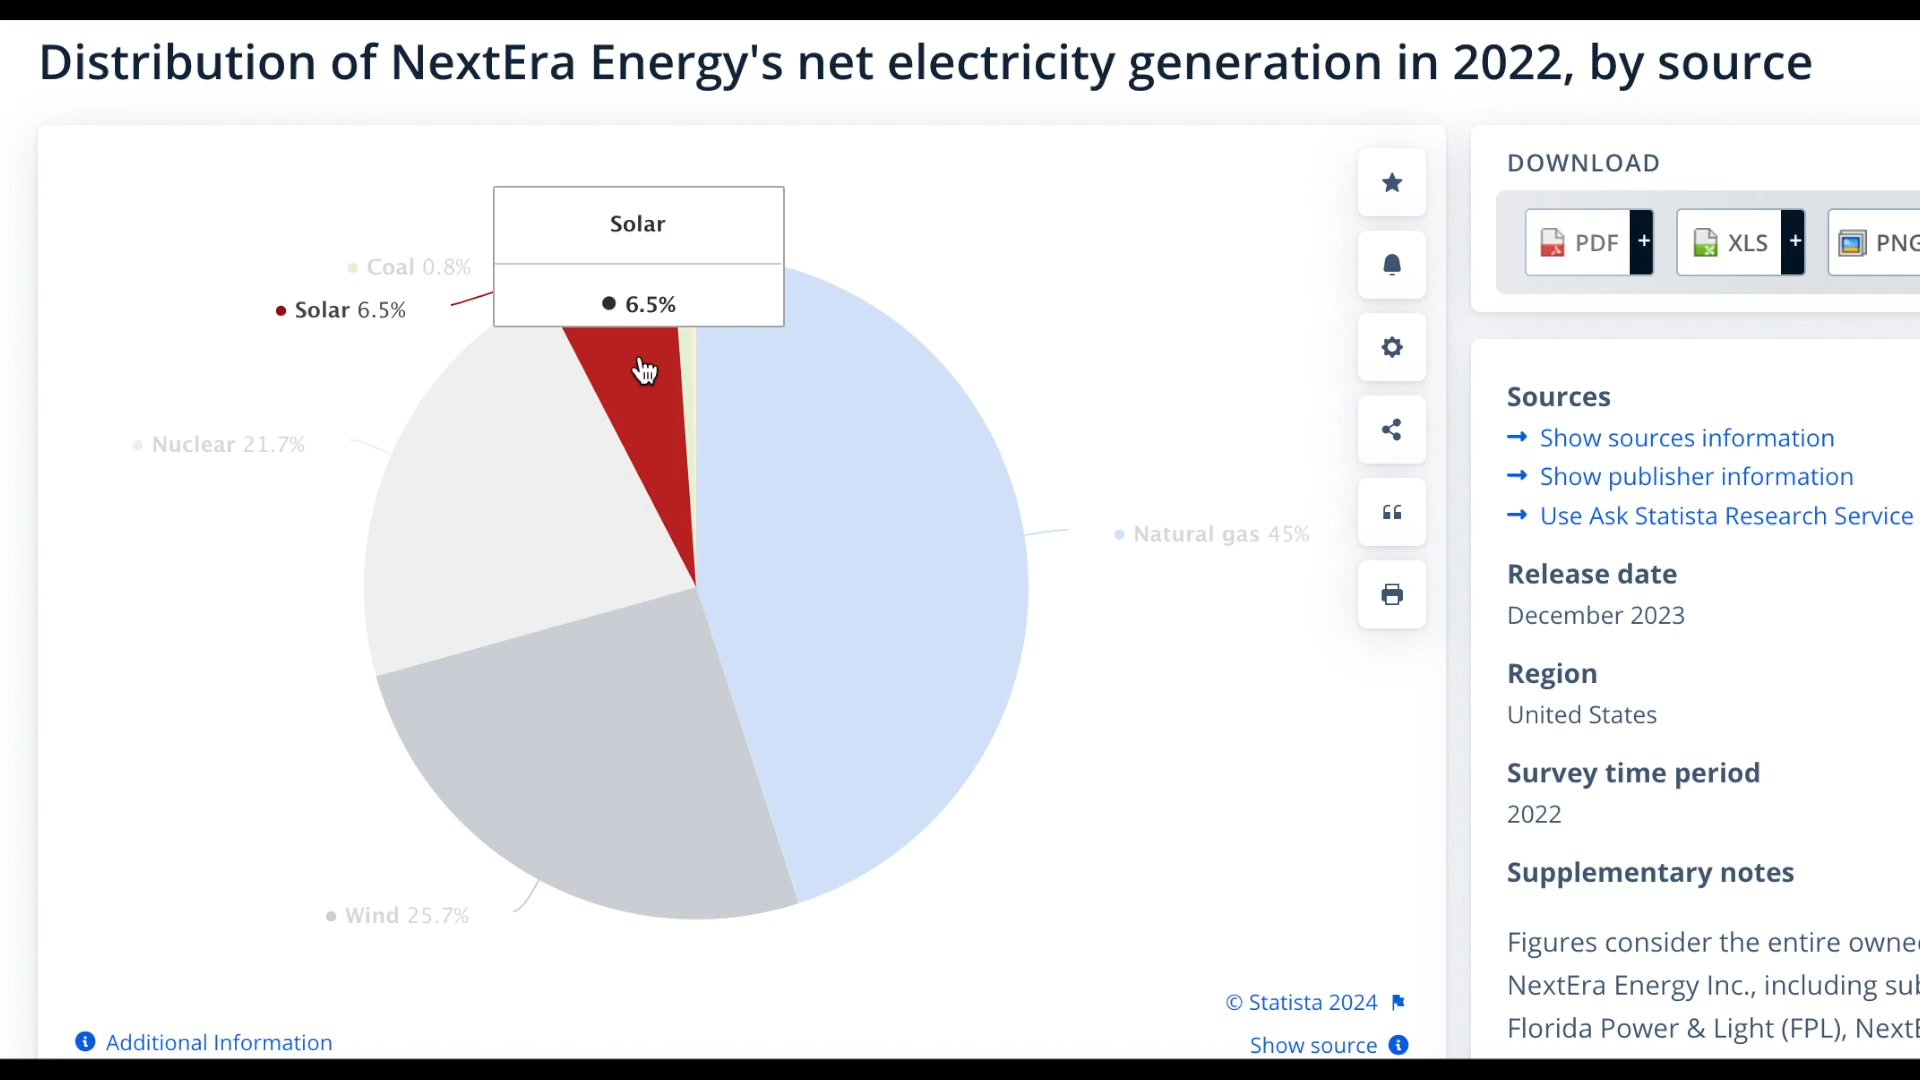 Distribution of NextEra Energy's net electricity generation in 2022, by source
Solar
6.5%
Coal 0.8%
Solar 6.5%
Nuclear 21.7%
Natural gas 45%
Wind 25.7%
© Statista 2024
Additional Information
Show source
DOWNLOAD
PDF +
XLS +
PNG
Sources
→ Show sources information
→ Show publisher information
→ Use Ask Statista Research Service
Release date
December 2023
Region
United States
Survey time period
2022
Supplementary notes
Figures consider the entire
NextEra Energy Inc., including
Florida Power & Light (FPL),